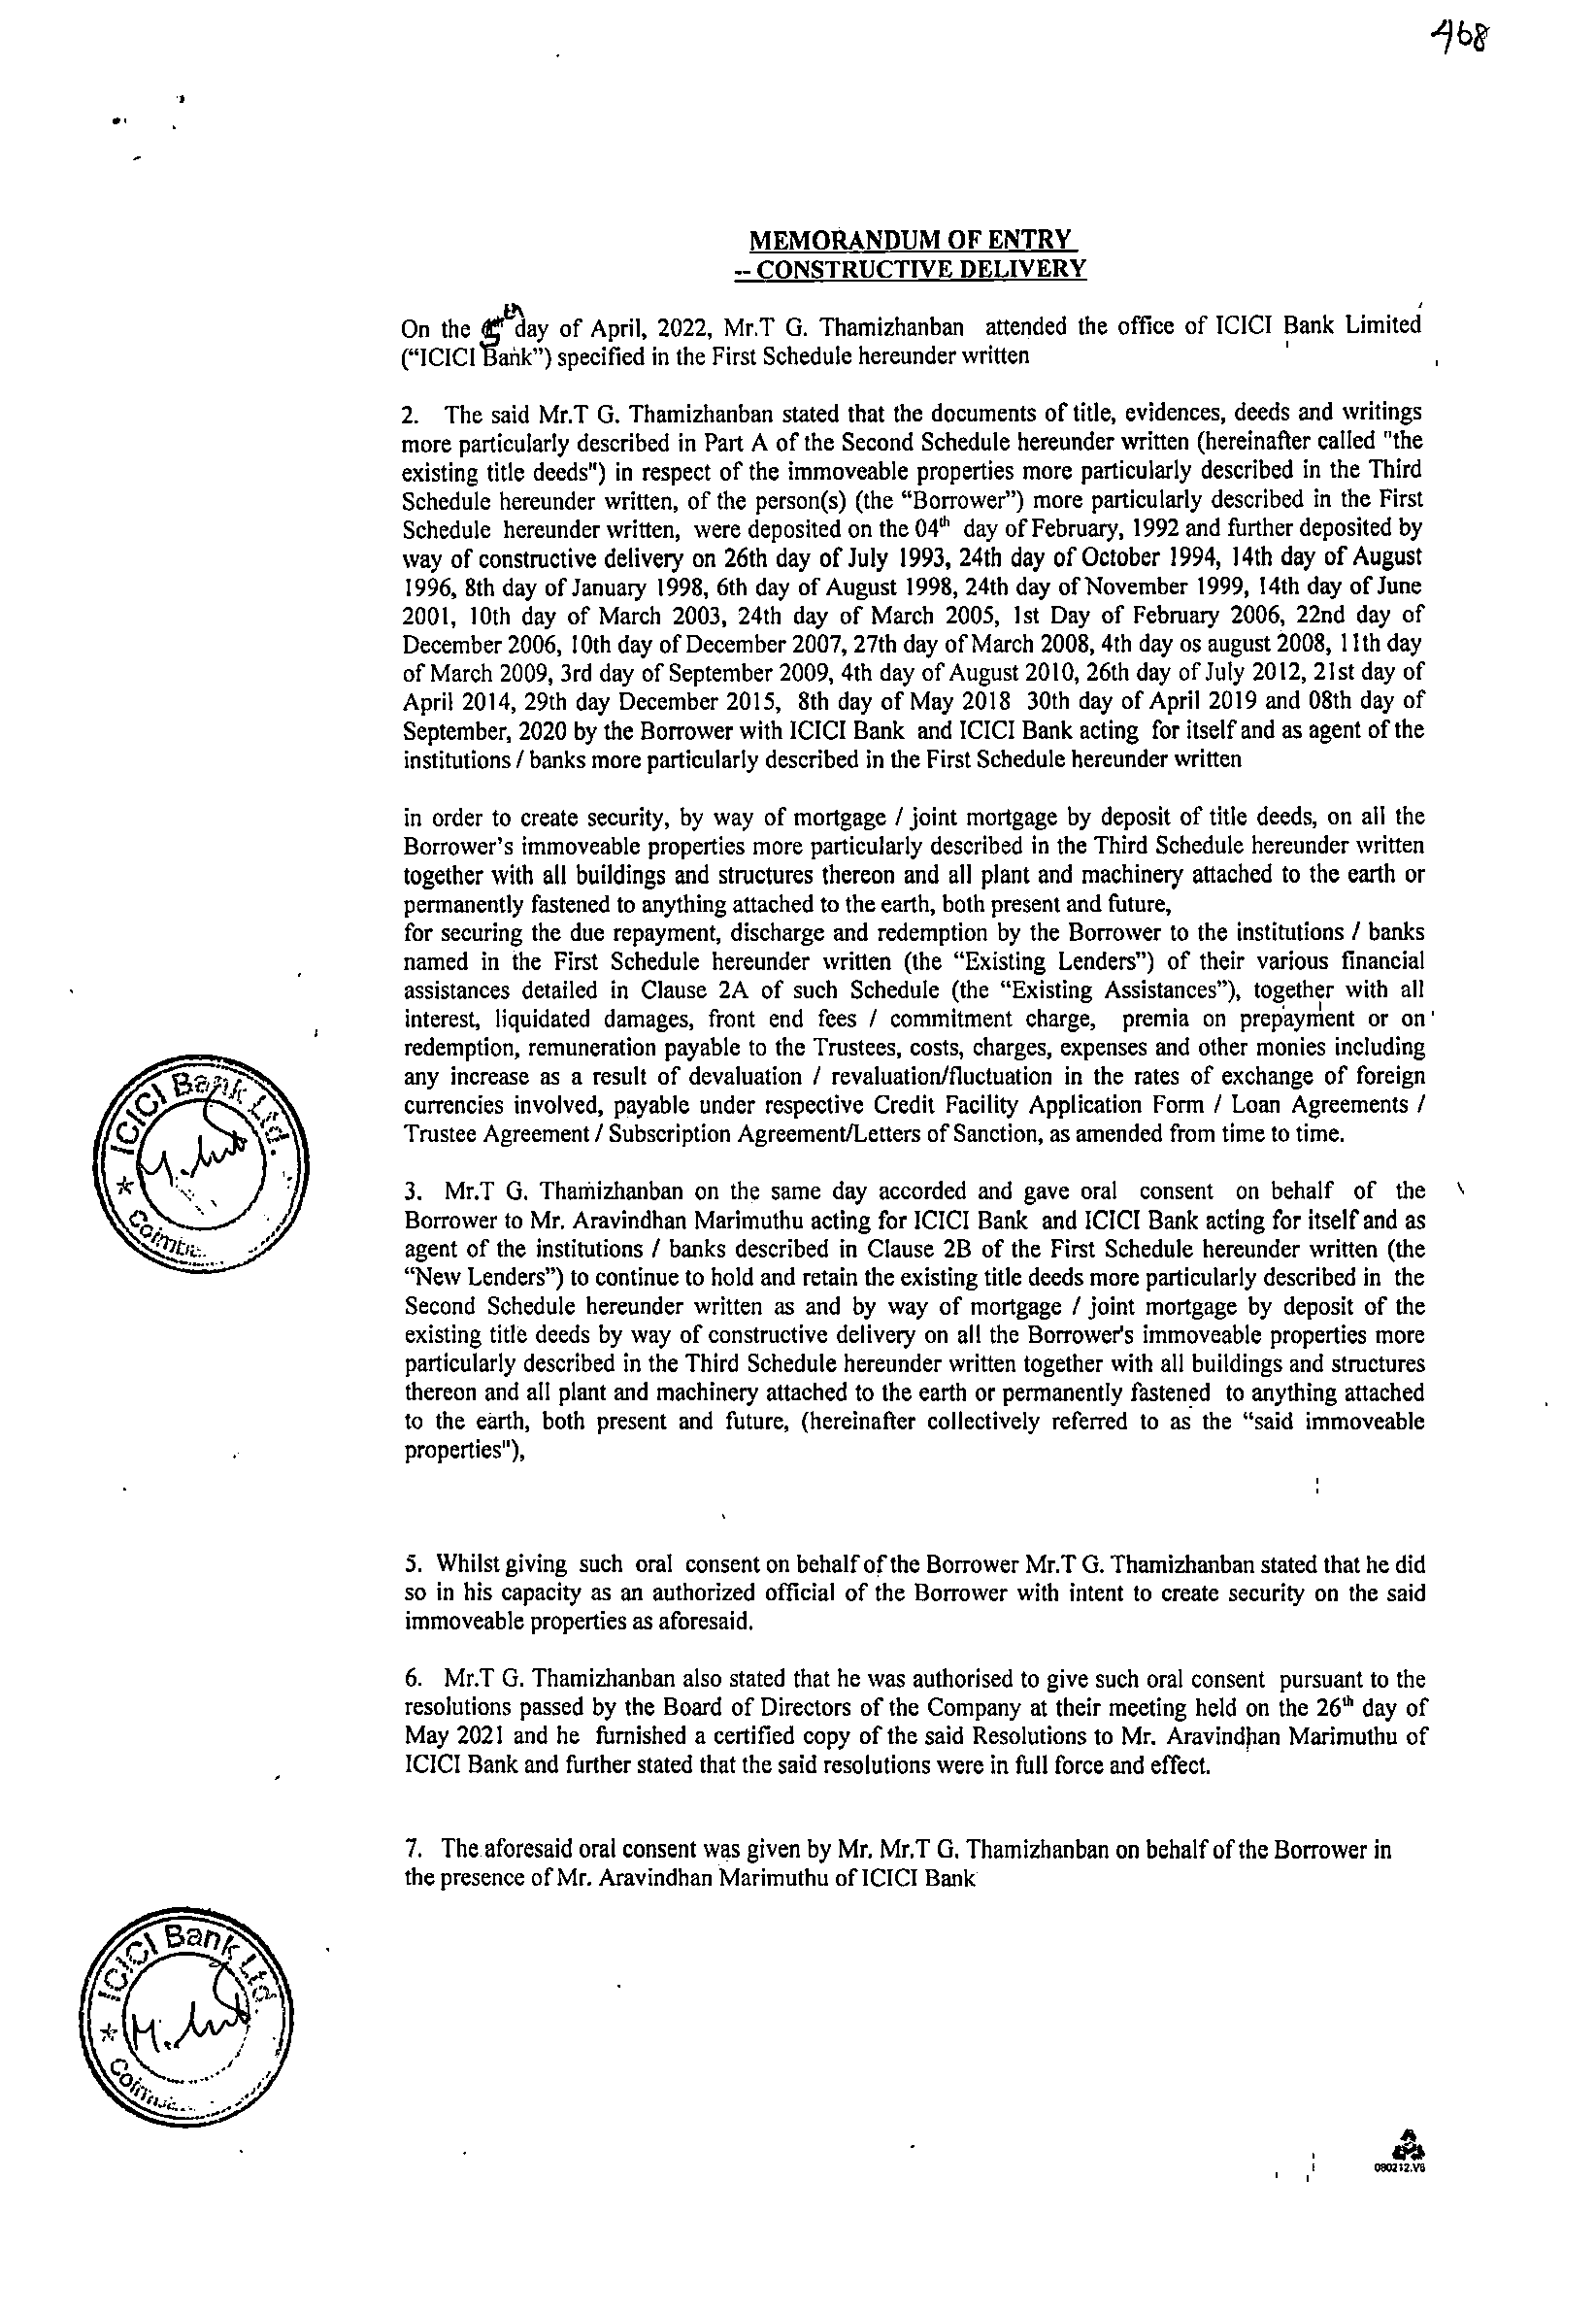 468
MEMORANDUM OF ENTRY
-- CONSTRUCTIVE DELIVERY
On the 5th day of April, 2022, Mr.T G. Thamizhanban attended the office of ICICI Bank Limited
(“ICICI Bank”) specified in the First Schedule hereunder written
2. The said Mr.T G. Thamizhanban stated that the documents of title, evidences, deeds and writings
more particularly described in Part A of the Second Schedule hereunder written (hereinafter called "the
existing title deeds") in respect of the immoveable properties more particularly described in the Third
Schedule hereunder written, of the person(s) (the “Borrower”) more particularly described in the First
Schedule hereunder written, were deposited on the 04th day of February, 1992 and further deposited by
way of constructive delivery on 26th day of July 1993, 24th day of October 1994, 14th day of August
1996, 8th day of January 1998, 6th day of August 1998, 24th day of November 1999, 14th day of June
2001, 10th day of March 2003, 24th day of March 2005, 1st Day of February 2006, 22nd day of
December 2006, 10th day of December 2007, 27th day of March 2008, 4th day os august 2008, 11th day
of March 2009, 3rd day of September 2009, 4th day of August 2010, 26th day of July 2012, 21st day of
April 2014, 29th day December 2015, 8th day of May 2018 30th day of April 2019 and 08th day of
September, 2020 by the Borrower with ICICI Bank and ICICI Bank acting for itself and as agent of the
institutions / banks more particularly described in the First Schedule hereunder written
in order to create security, by way of mortgage / joint mortgage by deposit of title deeds, on all the
Borrower’s immoveable properties more particularly described in the Third Schedule hereunder written
together with all buildings and structures thereon and all plant and machinery attached to the earth or
permanently fastened to anything attached to the earth, both present and future,
for securing the due repayment, discharge and redemption by the Borrower to the institutions / banks
named in the First Schedule hereunder written (the “Existing Lenders”) of their various financial
assistances detailed in Clause 2A of such Schedule (the “Existing Assistances”), together with all
interest, liquidated damages, front end fees / commitment charge, premia on prepayment or on
redemption, remuneration payable to the Trustees, costs, charges, expenses and other monies including
any increase as a result of devaluation / revaluation/fluctuation in the rates of exchange of foreign
currencies involved, payable under respective Credit Facility Application Form / Loan Agreements /
Trustee Agreement / Subscription Agreement/Letters of Sanction, as amended from time to time.
ICICI Bank Ltd.
3. Mr.T G. Thamizhanban on the same day accorded and gave oral consent on behalf of the
Borrower to Mr. Aravindhan Marimuthu acting for ICICI Bank and ICICI Bank acting for itself and as
agent of the institutions / banks described in Clause 2B of the First Schedule hereunder written (the
“New Lenders”) to continue to hold and retain the existing title deeds more particularly described in the
Second Schedule hereunder written as and by way of mortgage / joint mortgage by deposit of the
existing title deeds by way of constructive delivery on all the Borrower's immoveable properties more
particularly described in the Third Schedule hereunder written together with all buildings and structures
thereon and all plant and machinery attached to the earth or permanently fastened to anything attached
to the earth, both present and future, (hereinafter collectively referred to as the “said immoveable
properties"),
5. Whilst giving such oral consent on behalf of the Borrower Mr.T G. Thamizhanban stated that he did
so in his capacity as an authorized official of the Borrower with intent to create security on the said
immoveable properties as aforesaid.
6. Mr.T G. Thamizhanban also stated that he was authorised to give such oral consent pursuant to the
resolutions passed by the Board of Directors of the Company at their meeting held on the 26th day of
May 2021 and he furnished a certified copy of the said Resolutions to Mr. Aravindhan Marimuthu of
ICICI Bank and further stated that the said resolutions were in full force and effect.
7. The aforesaid oral consent was given by Mr. Mr.T G. Thamizhanban on behalf of the Borrower in
the presence of Mr. Aravindhan Marimuthu of ICICI Bank
ICICI Bank Ltd.
080212.V6